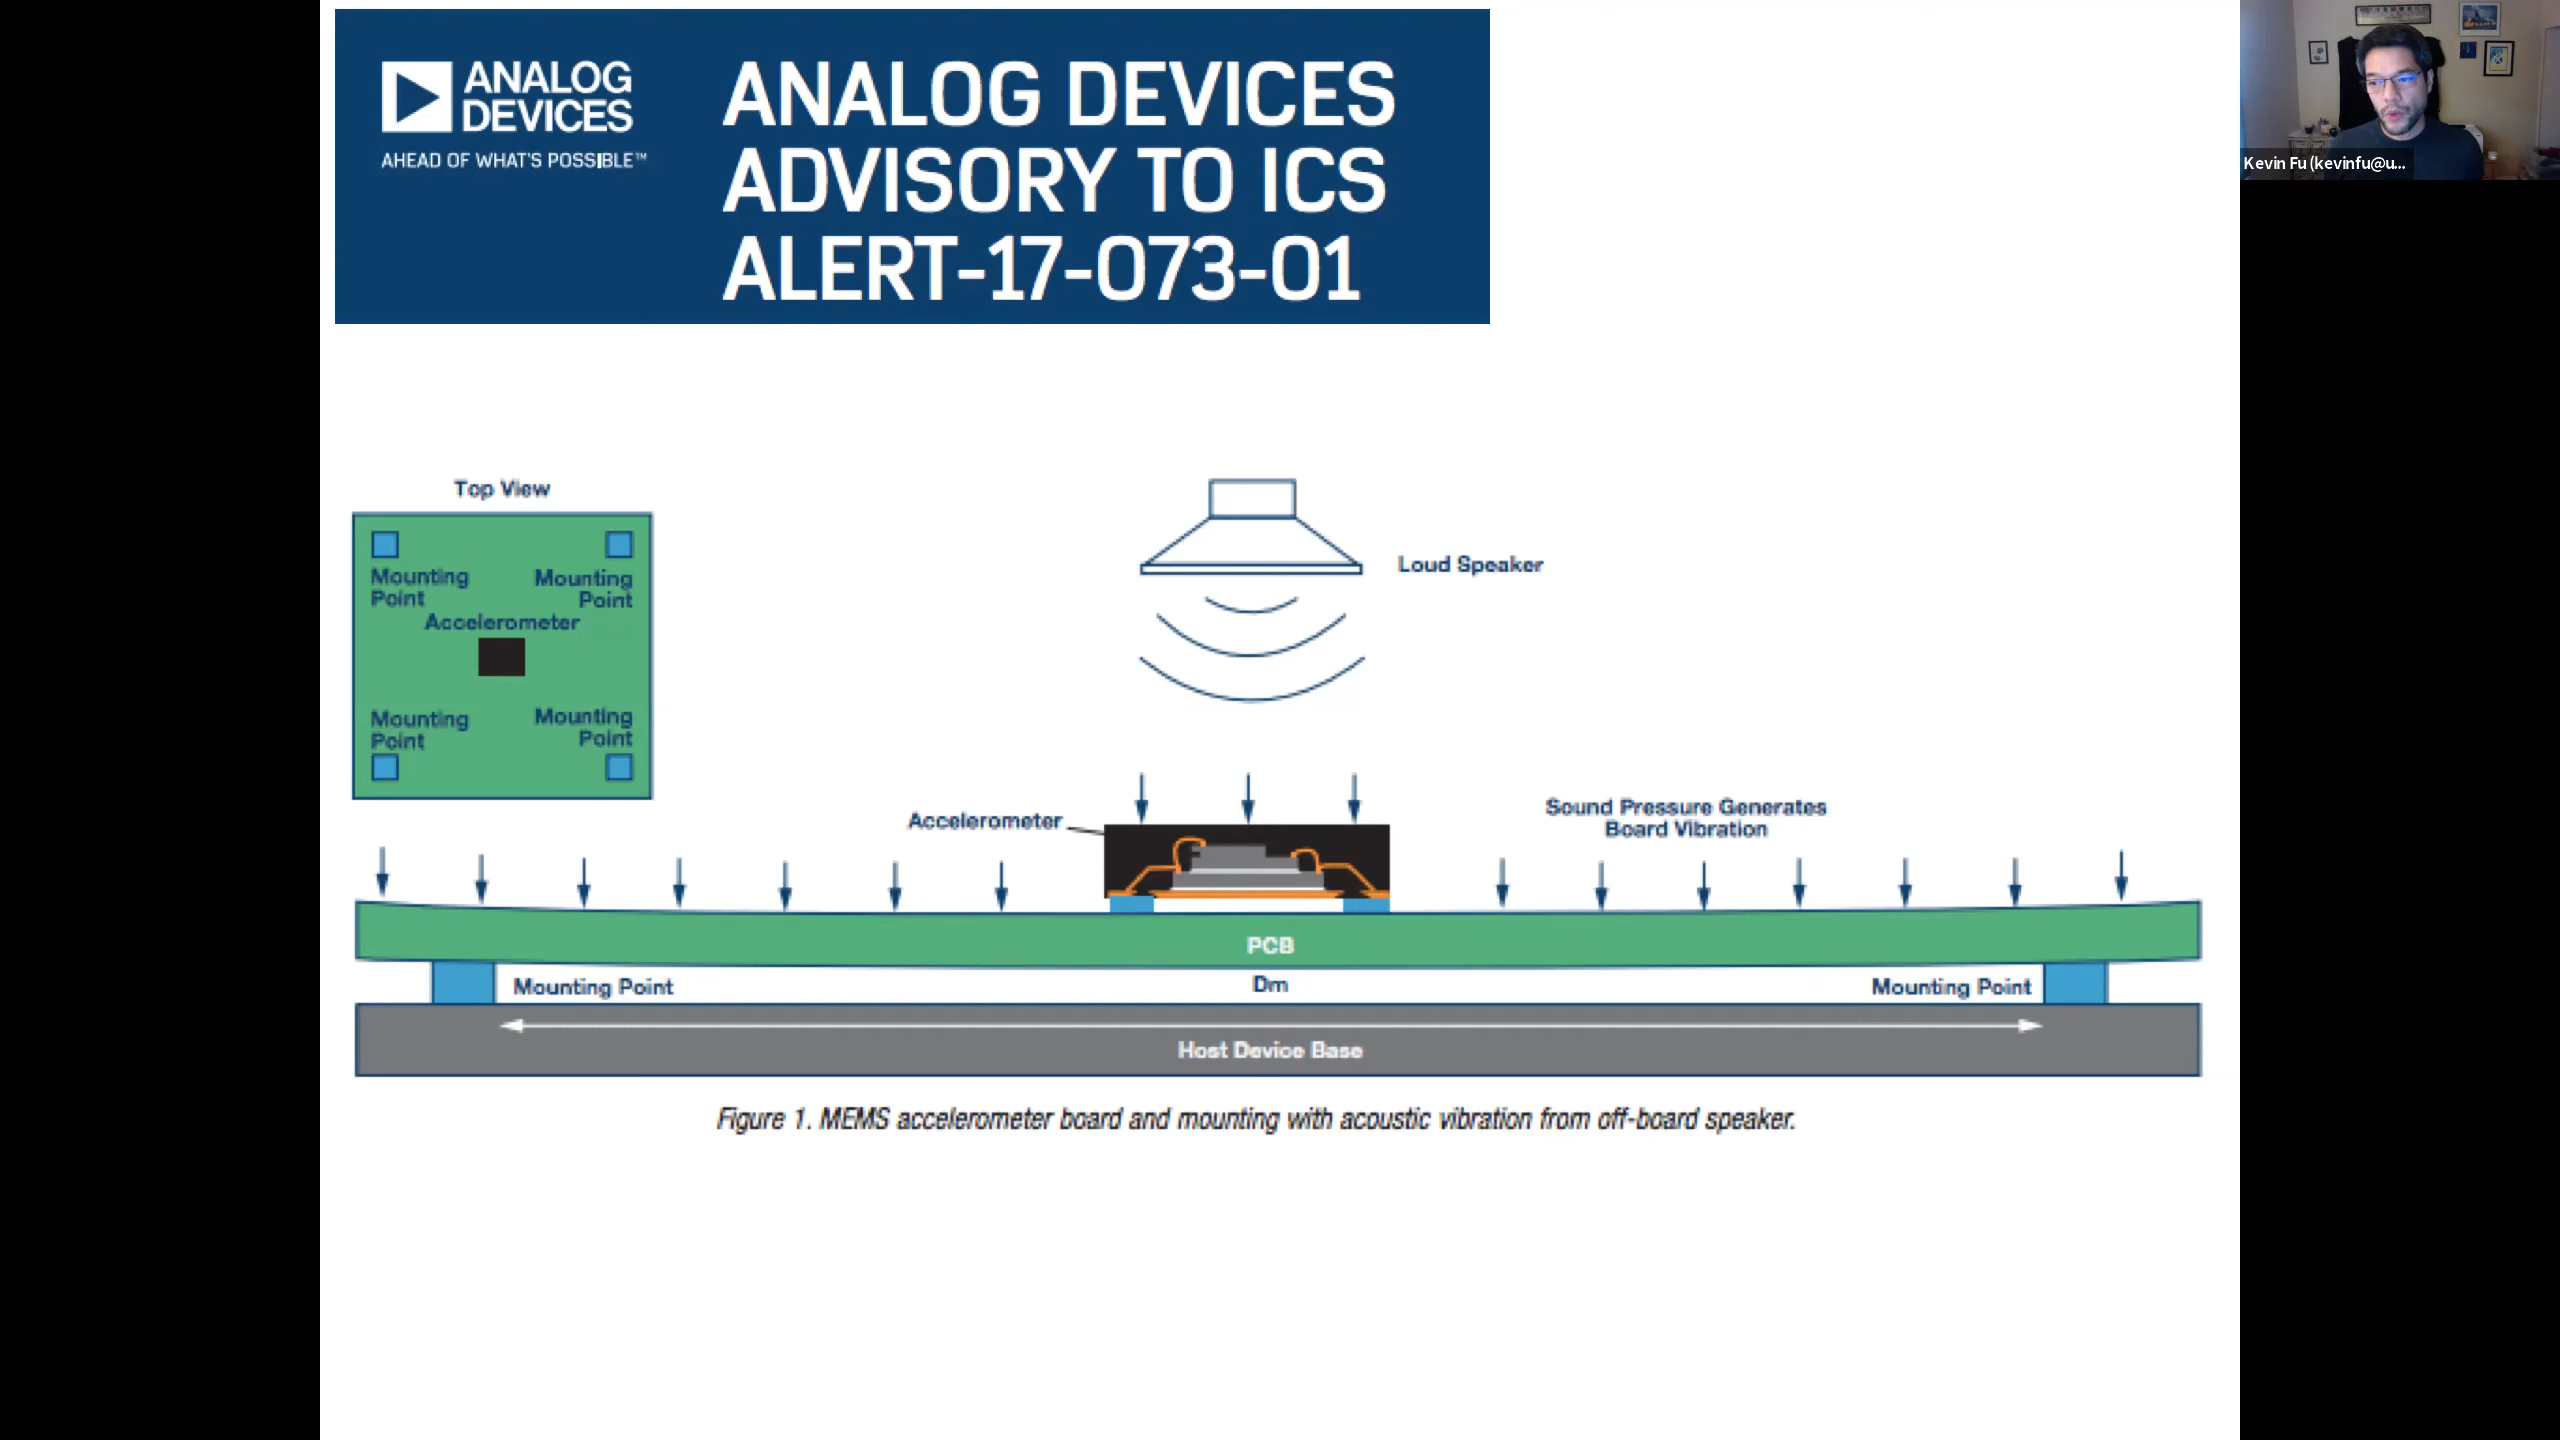 ANALOG
DEVICES
AHEAD OF WHAT'S POSSIBLE™
ANALOG DEVICES
ADVISORY TO ICS
ALERT-17-073-01
Kevin Fu (kevinfu@u...
Top View
Mounting
Point
Mounting
Point
Accelerometer
Mounting
Point
Mounting
Point
Loud Speaker
Accelerometer
Sound Pressure Generates
Board Vibration
PCB
Mounting Point
Dm
Mounting Point
Host Device Base
Figure 1. MEMS accelerometer board and mounting with acoustic vibration from off-board speaker.